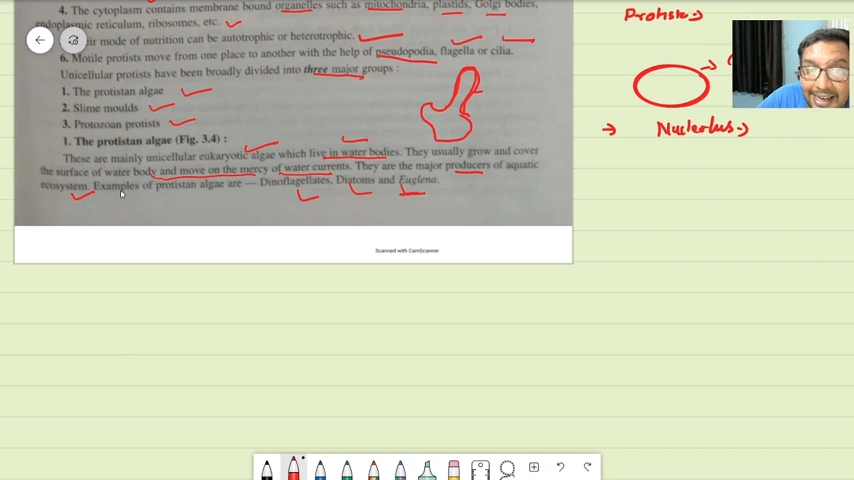 4. The cytoplasm contains membrane bound organelles such as mitochondria, plastids, Golgi bodies,
endoplasmic reticulum, ribosomes, etc.
mode of nutrition can be autotrophic or heterotrophic.
6. Motile protists move from one place to another with the help of pseudopodia, flagella or cilia.
Unicellular protists have been broadly divided into three major groups :
1. The protistan algae
2. Slime moulds
3. Protozoan protists
1. The protistan algae (Fig. 3.4) :
These are mainly unicellular eukaryotic algae which live in water bodies. They usually grow and cover
the surface of water body and move on the mercy of water currents. They are the major producers of aquatic
ecosystem. Examples of protistan algae are — Dinoflagellates, Diatoms and Euglena.
Scanned with CamScanner
Protista
Nucleolus